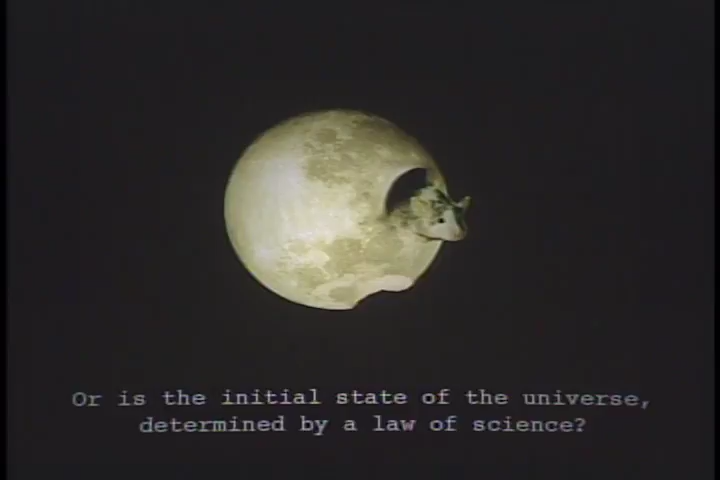 Or is the initial state of the universe,
determined by a law of science?